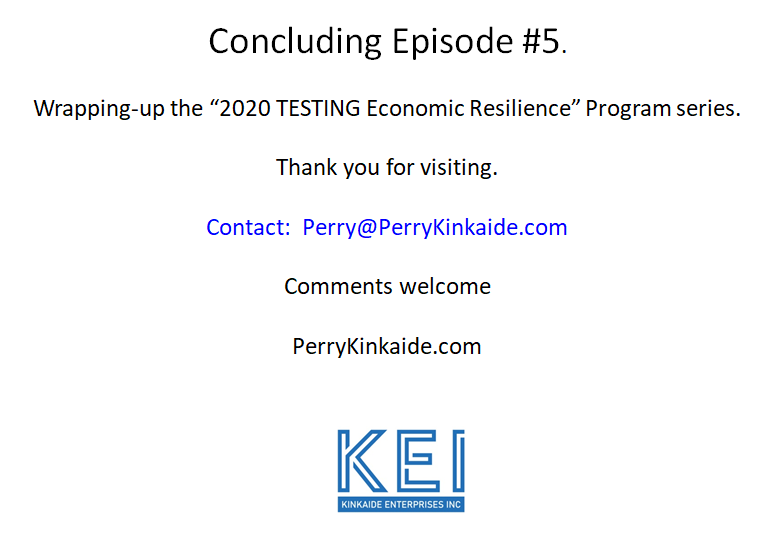 Concluding Episode #5.
Wrapping-up the “2020 TESTING Economic Resilience” Program series.
Thank you for visiting.
Contact:  Perry@PerryKinkaide.com
Comments welcome
PerryKinkaide.com
KEI
KINKAIDE ENTERPRISES INC